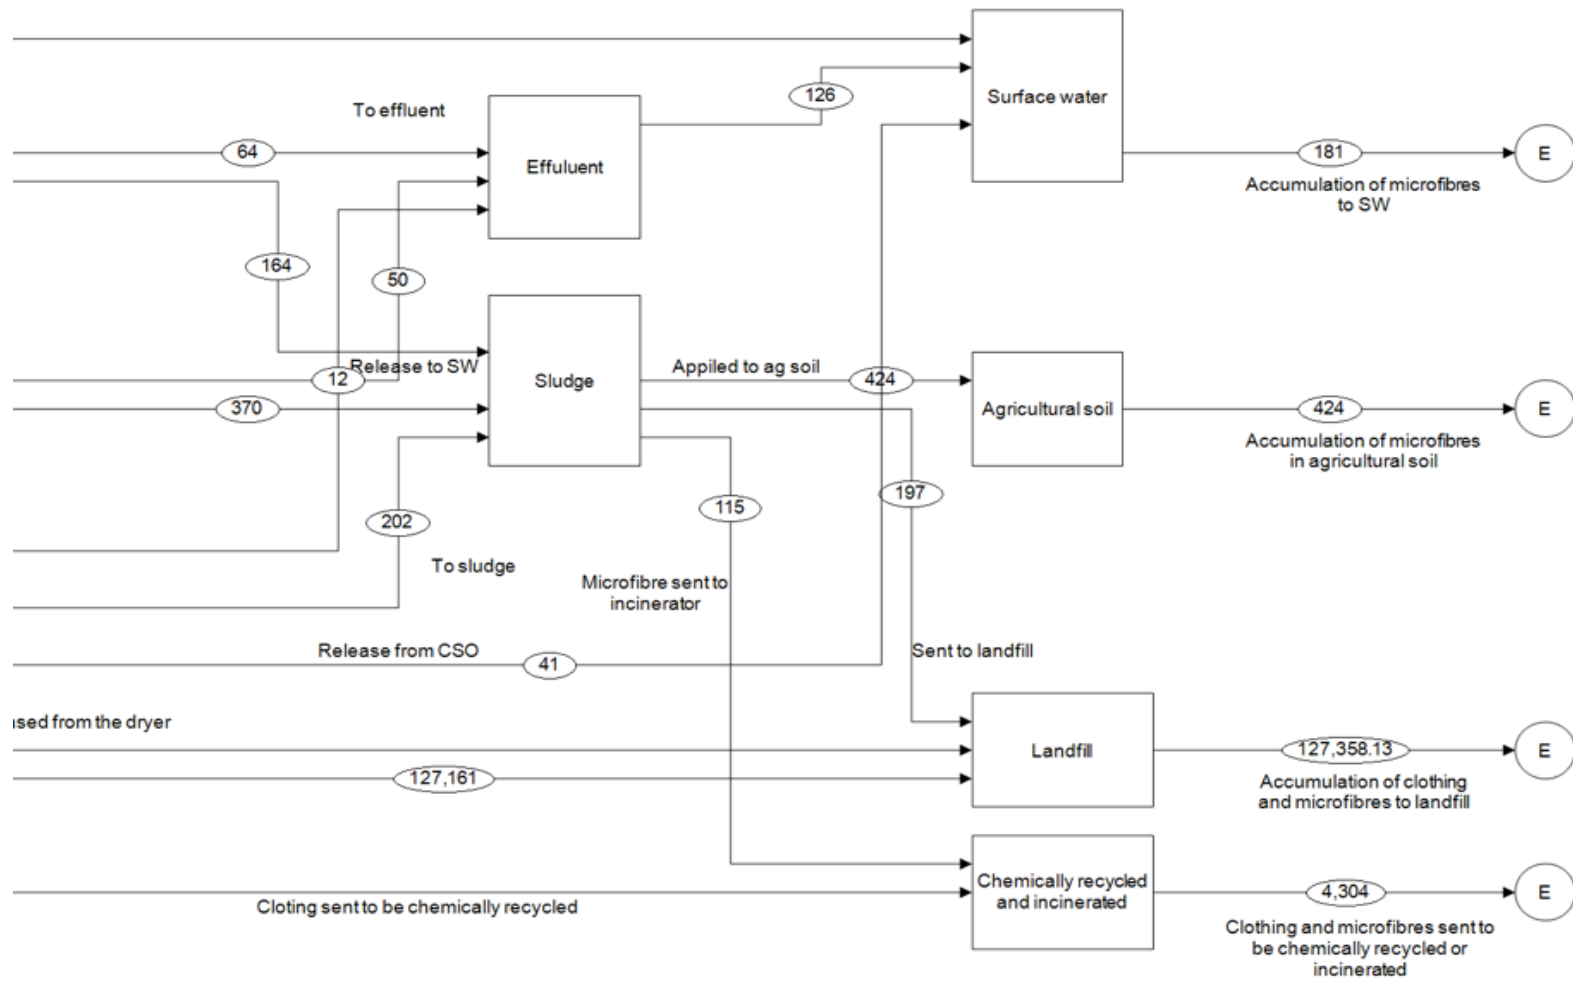 To effluent
126
Surface water
64
Effuluent
181
E
Accumulation of microfibres
to SW
164
50
Release to SW
12
Sludge
Appiled to ag soil
424
370
Agricultural soil
424
E
Accumulation of microfibres
in agricultural soil
202
115
197
To sludge
Microfibre sent to
incinerator
Release from CSO
41
Sent to landfill
sed from the dryer
Landfill
127,358.13
E
127,161
Accumulation of clothing
and microfibres to landfill
Chemically recycled
and incinerated
4,304
E
Cloting sent to be chemically recycled
Clothing and microfibres sent to
be chemically recycled or
incinerated